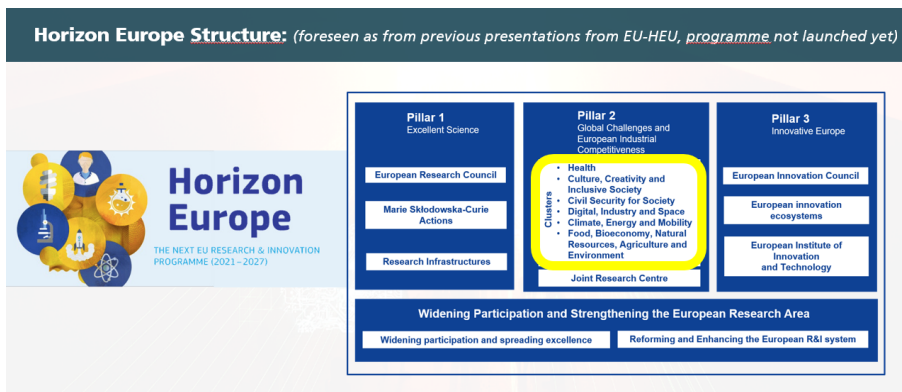 Horizon Europe Structure: (foreseen as from previous presentations from EU-HEU, programme not launched yet)
Horizon
Europe
THE NEXT EU RESEARCH & INNOVATION
PROGRAMME (2021–2027)
Pillar 1
Excellent Science
European Research Council
Marie Skłodowska-Curie
Actions
Research Infrastructures
Pillar 2
Global Challenges and
European Industrial
Competitiveness
Clusters
• Health
• Culture, Creativity and
Inclusive Society
• Civil Security for Society
• Digital, Industry and Space
• Climate, Energy and Mobility
• Food, Bioeconomy, Natural
Resources, Agriculture and
Environment
Joint Research Centre
Pillar 3
Innovative Europe
European Innovation Council
European innovation
ecosystems
European Institute of
Innovation
and Technology
Widening Participation and Strengthening the European Research Area
Widening participation and spreading excellence
Reforming and Enhancing the European R&I system